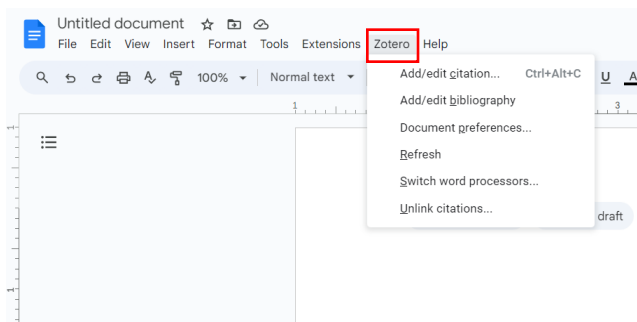 Untitled document
File Edit View Insert Format Tools Extensions Zotero Help
100% Normal text U A
1 3
Add/edit citation... Ctrl+Alt+C
Add/edit bibliography
Document preferences...
Refresh
Switch word processors...
Unlink citations...
draft
1